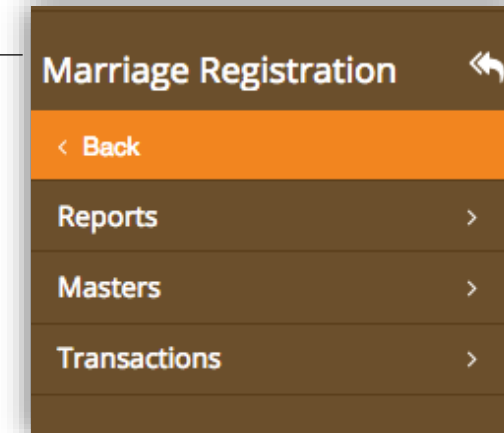 Marriage Registration
< Back
Reports >
Masters >
Transactions >